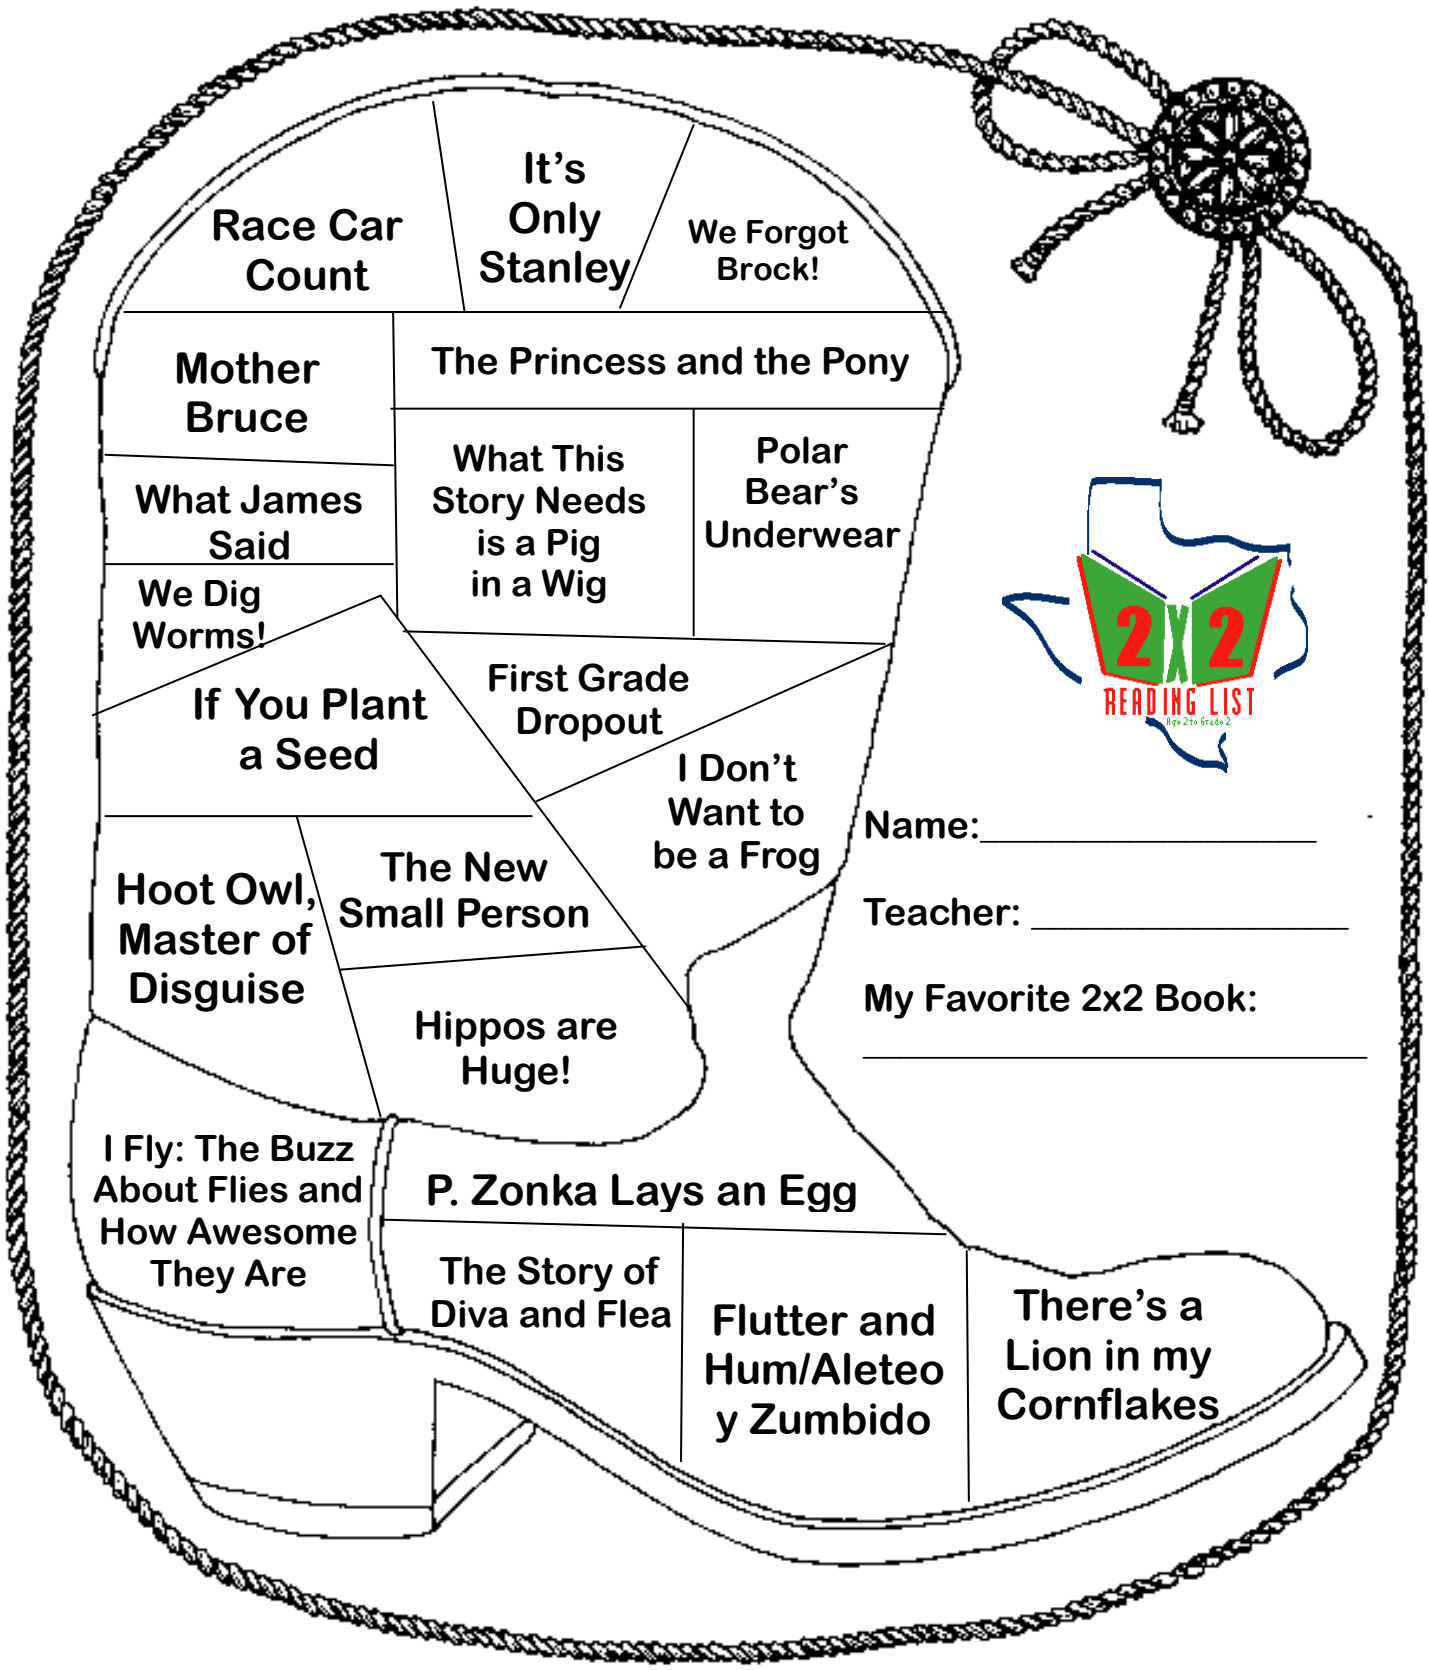 Race Car
Count
It’s
Only
Stanley
We Forgot
Brock!
Mother
Bruce
The Princess and the Pony
What James
Said
What This
Story Needs
is a Pig
in a Wig
Polar
Bear’s
Underwear
We Dig
Worms!
If You Plant
a Seed
First Grade
Dropout
I Don’t
Want to
be a Frog
Hoot Owl,
Master of
Disguise
The New
Small Person
Hippos are
Huge!
I Fly: The Buzz
About Flies and
How Awesome
They Are
P. Zonka Lays an Egg
The Story of
Diva and Flea
Flutter and
Hum/Aleteo
y Zumbido
There’s a
Lion in my
Cornflakes
2X2
READING LIST
Age 2 to Grade 2
Name:
Teacher:
My Favorite 2x2 Book: